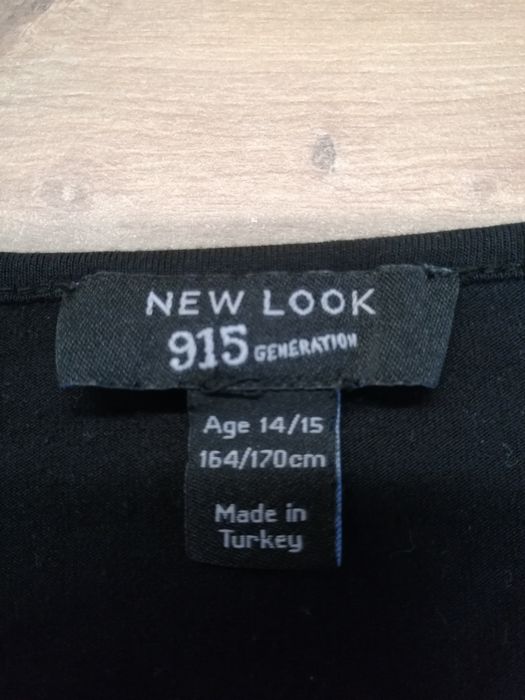 NEW LOOK
915 GENERATION
Age 14/15
164/170cm
Made in
Turkey